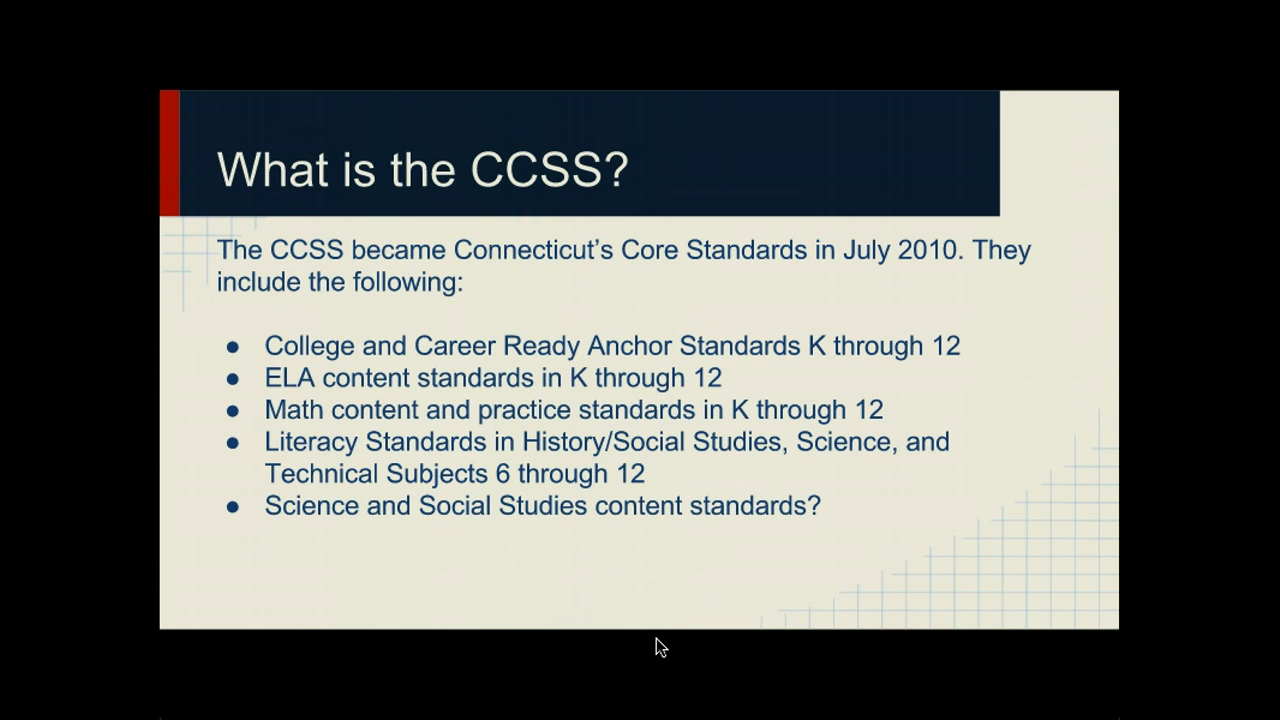 What is the CCSS?
The CCSS became Connecticut’s Core Standards in July 2010. They
include the following:
● College and Career Ready Anchor Standards K through 12
● ELA content standards in K through 12
● Math content and practice standards in K through 12
● Literacy Standards in History/Social Studies, Science, and
Technical Subjects 6 through 12
● Science and Social Studies content standards?